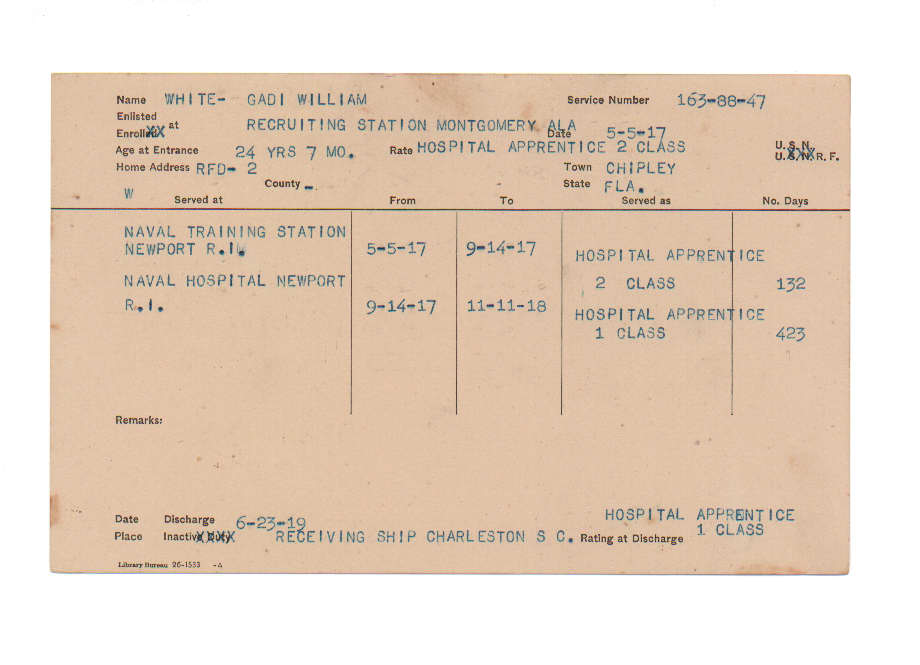 Name WHITE- GADI WILLIAM Service Number 163-88-47
Enlisted
Enrolled at RECRUITING STATION MONTGOMERY ALA Date 5-5-17
Age at Entrance 24 YRS 7 MO. Rate HOSPITAL APPRENTICE 2 CLASS U.S.N.
U.S.N.R.F.
Home Address RFD- 2 Town CHIPLEY
W County - State FLA.
Served at From To Served as No. Days
NAVAL TRAINING STATION
NEWPORT R.I. 5-5-17 9-14-17 HOSPITAL APPRENTICE
NAVAL HOSPITAL NEWPORT 2 CLASS 132
R.I. 9-14-17 11-11-18 HOSPITAL APPRENTICE
1 CLASS 423
Remarks:
Date Discharge 6-23-19 HOSPITAL APPRENTICE
Place Inactive Duty RECEIVING SHIP CHARLESTON S C. Rating at Discharge 1 CLASS
Library Bureau 26-1533 -A